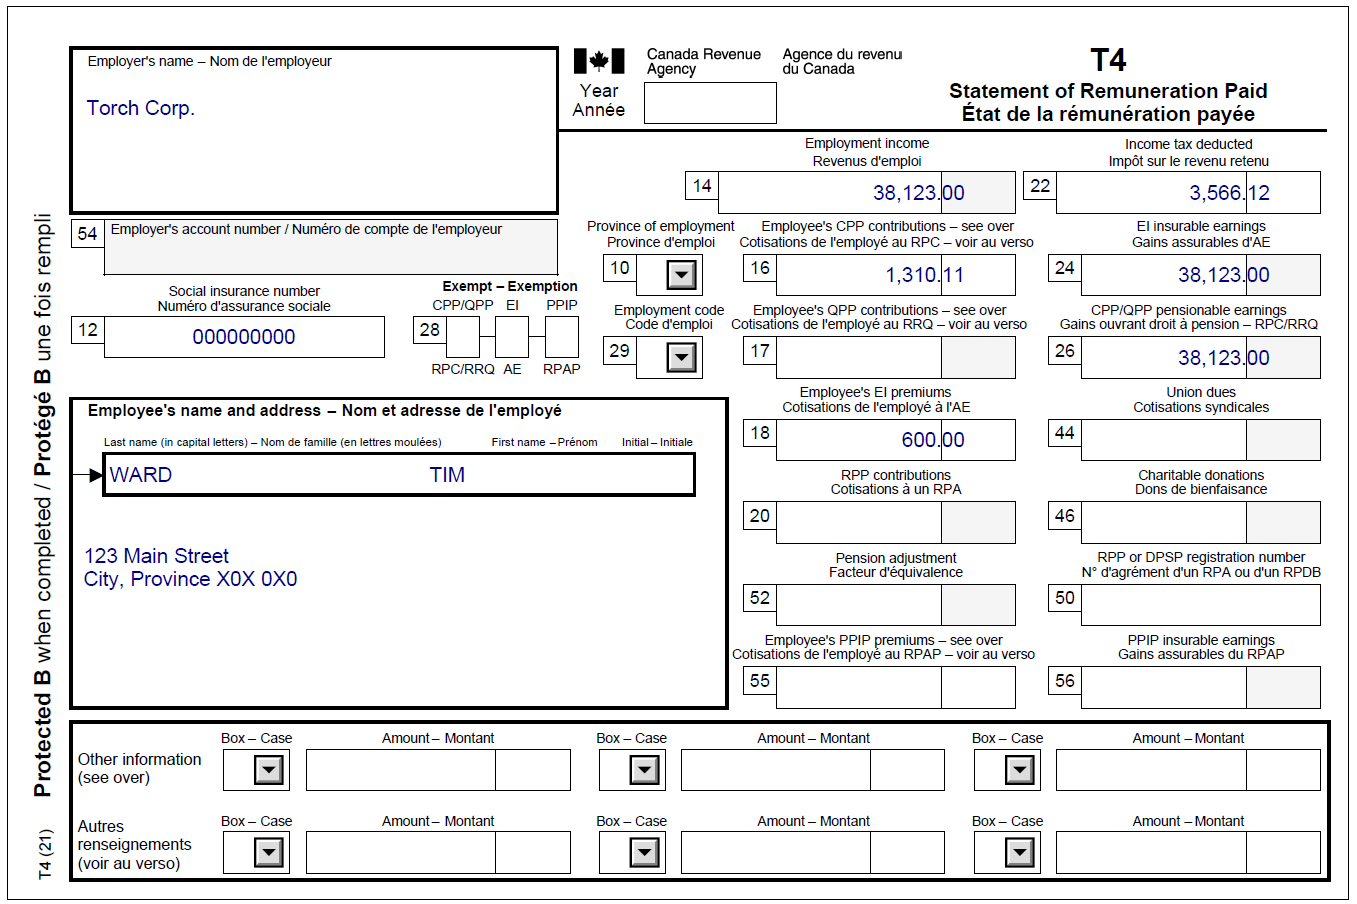 Employer's name – Nom de l'employeur
Torch Corp.
Canada Revenue Agency
Agence du revenu du Canada
Year
Année
T4
Statement of Remuneration Paid
État de la rémunération payée
Employment income
Revenus d'emploi
14 38,123.00
Income tax deducted
Impôt sur le revenu retenu
22 3,566.12
54 Employer's account number / Numéro de compte de l'employeur
Province of employment
Province d'emploi
10
Employee's CPP contributions – see over
Cotisations de l'employé au RPC – voir au verso
16 1,310.11
EI insurable earnings
Gains assurables d'AE
24 38,123.00
Social insurance number
Numéro d'assurance sociale
12 000000000
Exempt – Exemption
CPP/QPP EI PPIP
28
RPC/RRQ AE RPAP
Employment code
Code d'emploi
29
Employee's QPP contributions – see over
Cotisations de l'employé au RRQ – voir au verso
17
CPP/QPP pensionable earnings
Gains ouvrant droit à pension – RPC/RRQ
26 38,123.00
Employee's name and address – Nom et adresse de l'employé
Last name (in capital letters) – Nom de famille (en lettres moulées) First name – Prénom Initial – Initiale
WARD TIM
123 Main Street
City, Province X0X 0X0
Employee's EI premiums
Cotisations de l'employé à l'AE
18 600.00
Union dues
Cotisations syndicales
44
RPP contributions
Cotisations à un RPA
20
Charitable donations
Dons de bienfaisance
46
Pension adjustment
Facteur d'équivalence
52
RPP or DPSP registration number
N° d'agrément d'un RPA ou d'un RPDB
50
Employee's PPIP premiums – see over
Cotisations de l'employé au RPAP – voir au verso
55
PPIP insurable earnings
Gains assurables du RPAP
56
Other information
(see over)
Box – Case Amount – Montant Box – Case Amount – Montant Box – Case Amount – Montant
Autres
renseignements
(voir au verso)
Box – Case Amount – Montant Box – Case Amount – Montant Box – Case Amount – Montant
T4 (21)
Protected B when completed / Protégé B une fois rempli